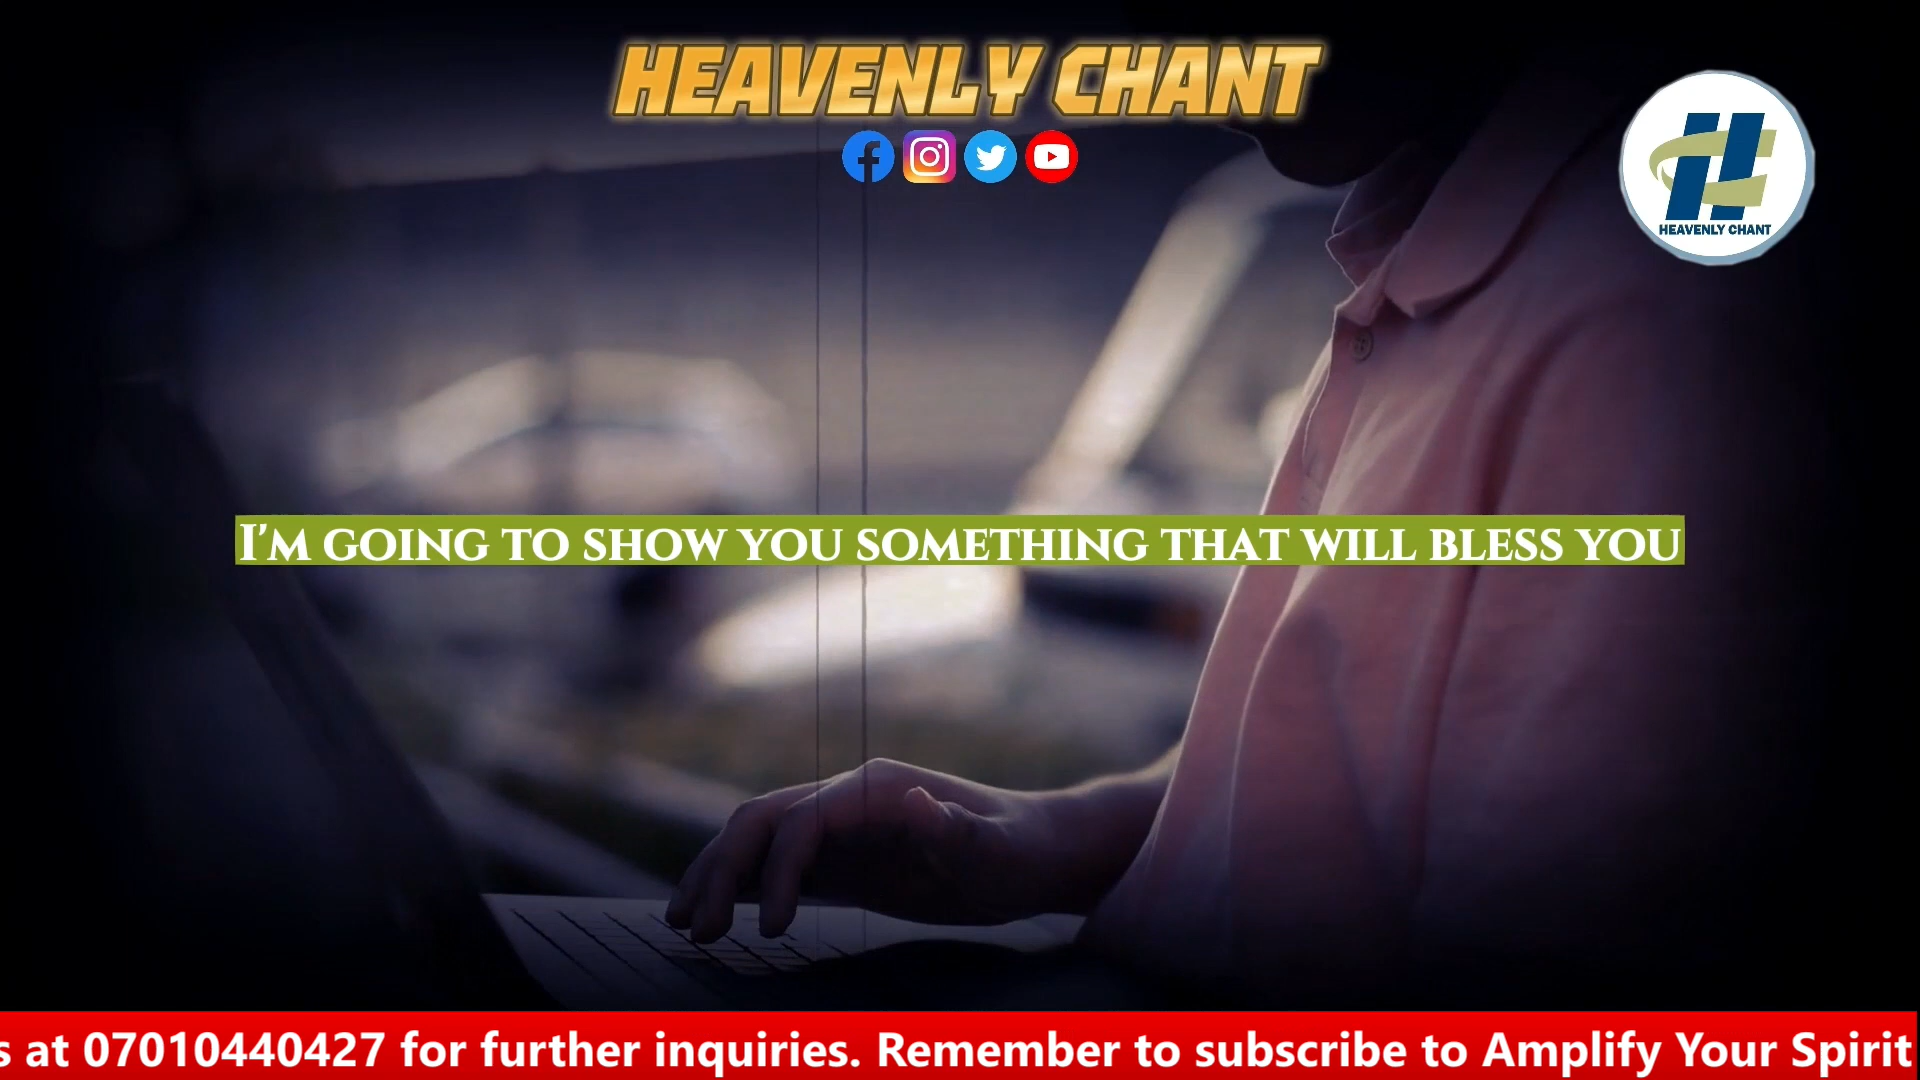 HEAVENLY CHANT
HEAVENLY CHANT
I'm going to show you something that will bless you
s at 07010440427 for further inquiries. Remember to subscribe to Amplify Your Spirit